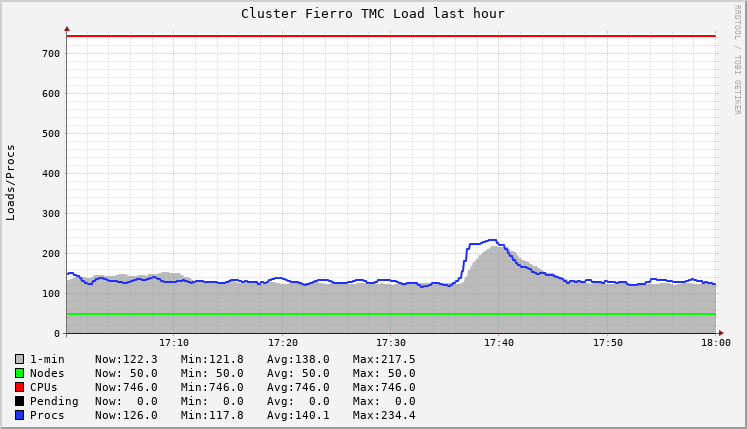 Cluster Fierro TMC Load last hour
RRDTOOL / TOBI OETIKER
Loads/Procs
700
600
500
400
300
200
100
0
17:10 17:20 17:30 17:40 17:50 18:00
1-min Now:122.3 Min:121.8 Avg:138.0 Max:217.5
Nodes Now: 50.0 Min: 50.0 Avg: 50.0 Max: 50.0
CPUs Now:746.0 Min:746.0 Avg:746.0 Max:746.0
Pending Now: 0.0 Min: 0.0 Avg: 0.0 Max: 0.0
Procs Now:126.0 Min:117.8 Avg:140.1 Max:234.4